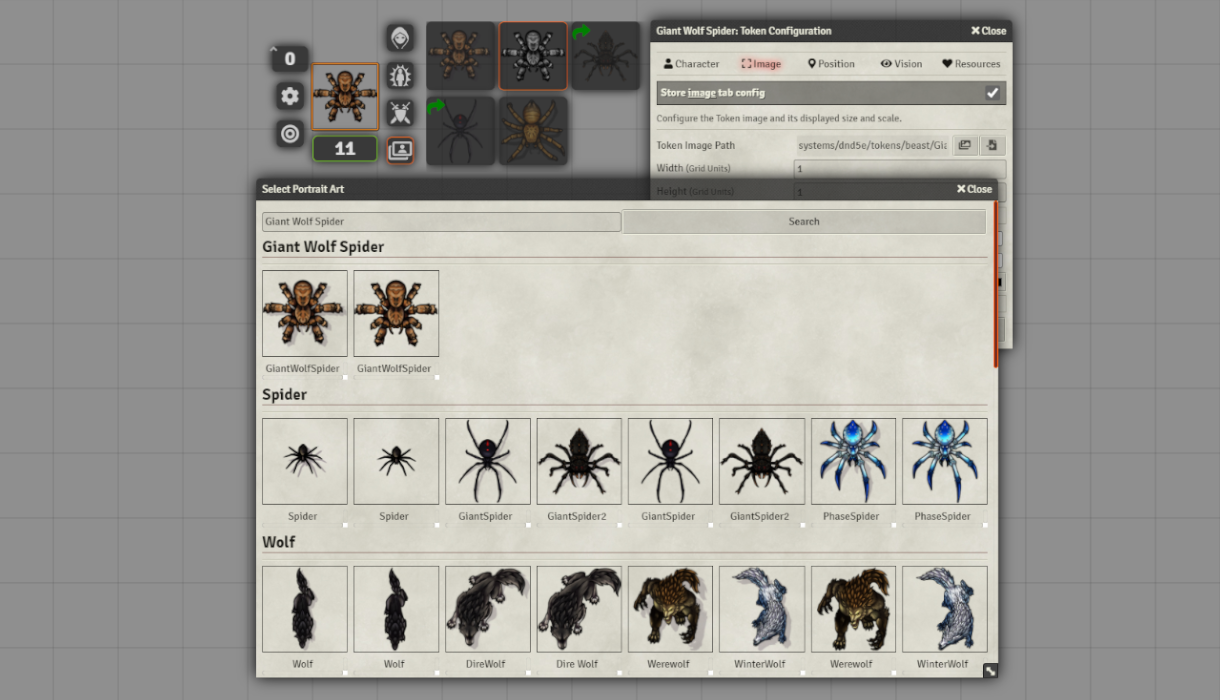 0
11
Giant Wolf Spider: Token Configuration
Close
Character
Image
Position
Vision
Resources
Store image tab config
Configure the Token image and its displayed size and scale.
Token Image Path
systems/dnd5e/tokens/beast/Gia
Width (Grid Units)
1
Height (Grid Units)
1
Select Portrait Art
Close
Giant Wolf Spider
Search
Giant Wolf Spider
GiantWolfSpider
GiantWolfSpider
Spider
Spider
Spider
GiantSpider
GiantSpider2
GiantSpider
GiantSpider2
PhaseSpider
PhaseSpider
Wolf
Wolf
Wolf
DireWolf
Dire Wolf
Werewolf
WinterWolf
Werewolf
WinterWolf